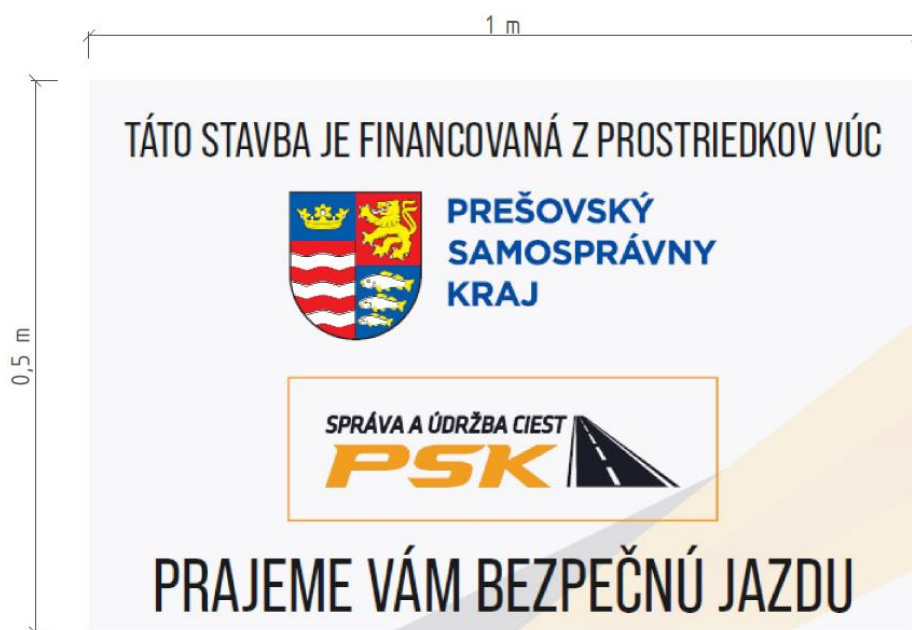 1 m
0,5 m
TÁTO STAVBA JE FINANCOVANÁ Z PROSTRIEDKOV VÚC
PREŠOVSKÝ
SAMOSPRÁVNY
KRAJ
SPRÁVA A ÚDRŽBA CIEST
PSK
PRAJEME VÁM BEZPEČNÚ JAZDU